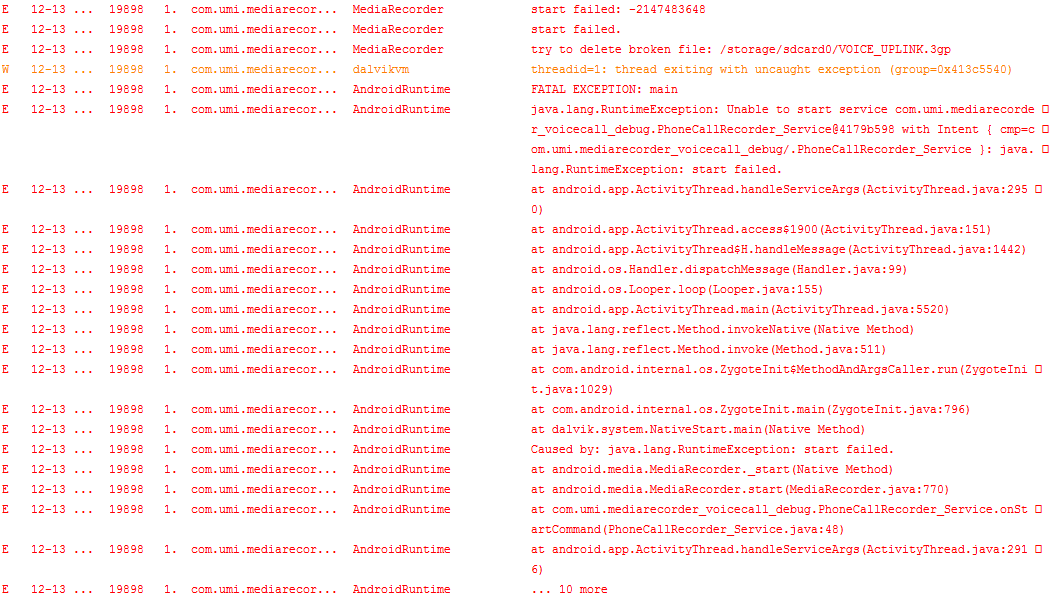 E 12-13 ... 19898 1. com.umi.mediarecor... MediaRecorder start failed: -2147483648
E 12-13 ... 19898 1. com.umi.mediarecor... MediaRecorder start failed.
E 12-13 ... 19898 1. com.umi.mediarecor... MediaRecorder try to delete broken file: /storage/sdcard0/VOICE_UPLINK.3gp
W 12-13 ... 19898 1. com.umi.mediarecor... dalvikvm threadid=1: thread exiting with uncaught exception (group=0x413c5540)
E 12-13 ... 19898 1. com.umi.mediarecor... AndroidRuntime FATAL EXCEPTION: main
E 12-13 ... 19898 1. com.umi.mediarecor... AndroidRuntime java.lang.RuntimeException: Unable to start service com.umi.mediarecorde
r_voicecall_debug.PhoneCallRecorder_Service@4179b598 with Intent { cmp=c
om.umi.mediarecorder_voicecall_debug/.PhoneCallRecorder_Service }: java.
lang.RuntimeException: start failed.
E 12-13 ... 19898 1. com.umi.mediarecor... AndroidRuntime at android.app.ActivityThread.handleServiceArgs(ActivityThread.java:295
0)
E 12-13 ... 19898 1. com.umi.mediarecor... AndroidRuntime at android.app.ActivityThread.access$1900(ActivityThread.java:151)
E 12-13 ... 19898 1. com.umi.mediarecor... AndroidRuntime at android.app.ActivityThread$H.handleMessage(ActivityThread.java:1442)
E 12-13 ... 19898 1. com.umi.mediarecor... AndroidRuntime at android.os.Handler.dispatchMessage(Handler.java:99)
E 12-13 ... 19898 1. com.umi.mediarecor... AndroidRuntime at android.os.Looper.loop(Looper.java:155)
E 12-13 ... 19898 1. com.umi.mediarecor... AndroidRuntime at android.app.ActivityThread.main(ActivityThread.java:5520)
E 12-13 ... 19898 1. com.umi.mediarecor... AndroidRuntime at java.lang.reflect.Method.invokeNative(Native Method)
E 12-13 ... 19898 1. com.umi.mediarecor... AndroidRuntime at java.lang.reflect.Method.invoke(Method.java:511)
E 12-13 ... 19898 1. com.umi.mediarecor... AndroidRuntime at com.android.internal.os.ZygoteInit$MethodAndArgsCaller.run(ZygoteIni
t.java:1029)
E 12-13 ... 19898 1. com.umi.mediarecor... AndroidRuntime at com.android.internal.os.ZygoteInit.main(ZygoteInit.java:796)
E 12-13 ... 19898 1. com.umi.mediarecor... AndroidRuntime at dalvik.system.NativeStart.main(Native Method)
E 12-13 ... 19898 1. com.umi.mediarecor... AndroidRuntime Caused by: java.lang.RuntimeException: start failed.
E 12-13 ... 19898 1. com.umi.mediarecor... AndroidRuntime at android.media.MediaRecorder._start(Native Method)
E 12-13 ... 19898 1. com.umi.mediarecor... AndroidRuntime at android.media.MediaRecorder.start(MediaRecorder.java:770)
E 12-13 ... 19898 1. com.umi.mediarecor... AndroidRuntime at com.umi.mediarecorder_voicecall_debug.PhoneCallRecorder_Service.onSt
artCommand(PhoneCallRecorder_Service.java:48)
E 12-13 ... 19898 1. com.umi.mediarecor... AndroidRuntime at android.app.ActivityThread.handleServiceArgs(ActivityThread.java:291
6)
E 12-13 ... 19898 1. com.umi.mediarecor... AndroidRuntime ... 10 more